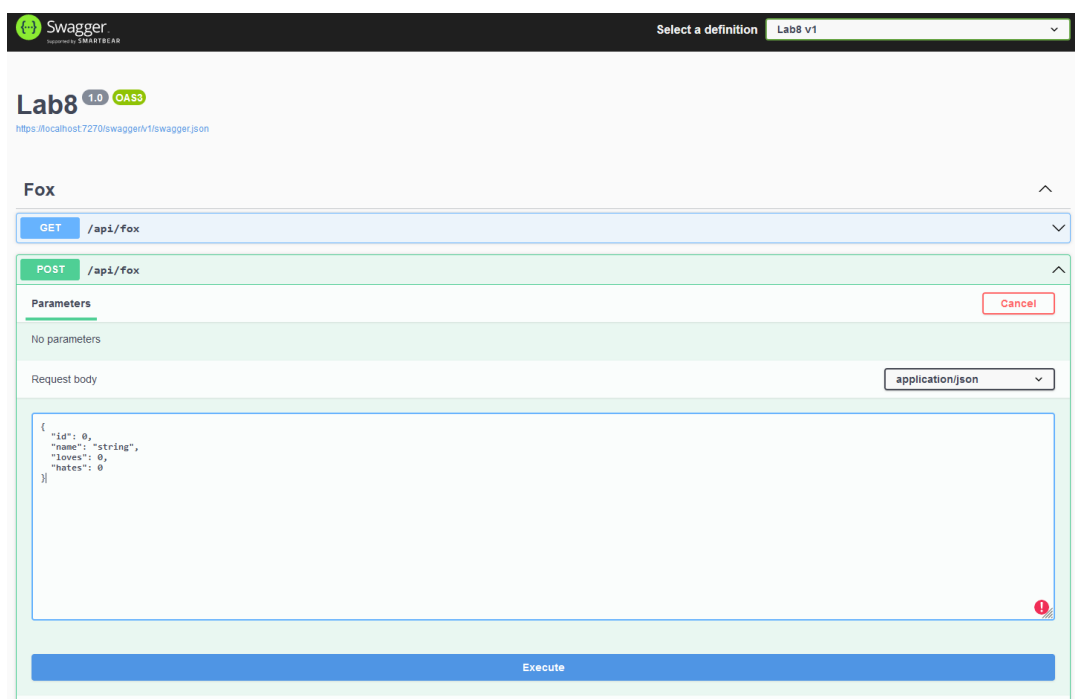 Swagger.
Supported by SMARTBEAR
Select a definition
Lab8 v1
Lab8 1.0 OAS3
https://localhost:7270/swagger/v1/swagger.json
Fox
GET /api/fox
POST /api/fox
Parameters
Cancel
No parameters
Request body
application/json
{
  "id": 0,
  "name": "string",
  "loves": 0,
  "hates": 0
}
Execute